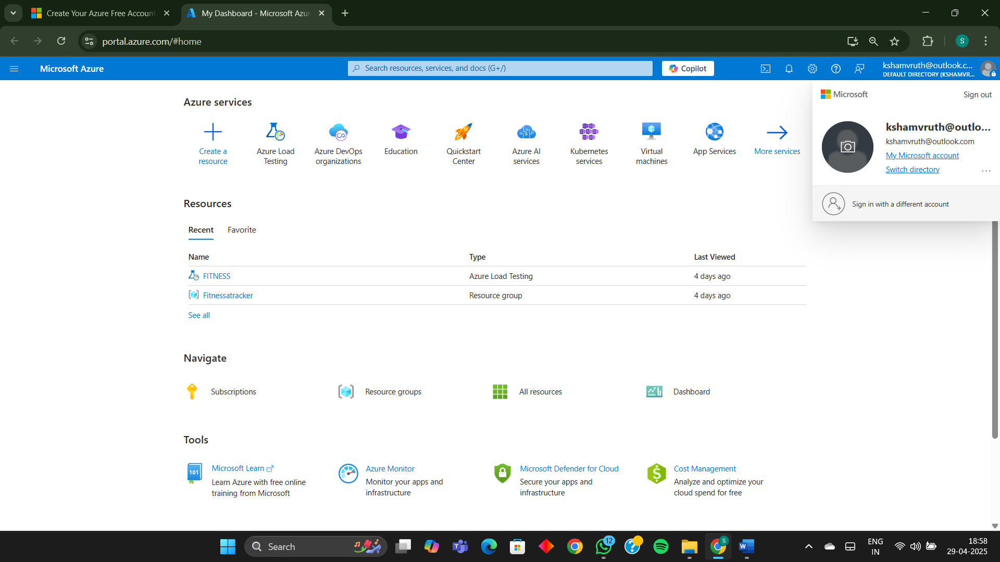 Create Your Azure Free Account
My Dashboard - Microsoft Azur
portal.azure.com/#home
S
Microsoft Azure
Search resources, services, and docs (G+/)
Copilot
kshamvruth@outlook.c...
DEFAULT DIRECTORY (KSHAMVR...
Microsoft
Sign out
kshamvruth@outlo...
kshamvruth@outlook.com
My Microsoft account
Switch directory
...
Sign in with a different account
Azure services
Create a
resource
Azure Load
Testing
Azure DevOps
organizations
Education
Quickstart
Center
Azure AI
services
Kubernetes
services
Virtual
machines
App Services
More services
Resources
Recent
Favorite
Name
Type
Last Viewed
FITNESS
Azure Load Testing
4 days ago
Fitnessatracker
Resource group
4 days ago
See all
Navigate
Subscriptions
Resource groups
All resources
Dashboard
Tools
101
Microsoft Learn
Learn Azure with free online
training from Microsoft
Azure Monitor
Monitor your apps and
infrastructure
Microsoft Defender for Cloud
Secure your apps and
infrastructure
$
Cost Management
Analyze and optimize your
cloud spend for free
Search
T
12
?
S
W
ENG
IN
18:58
29-04-2025